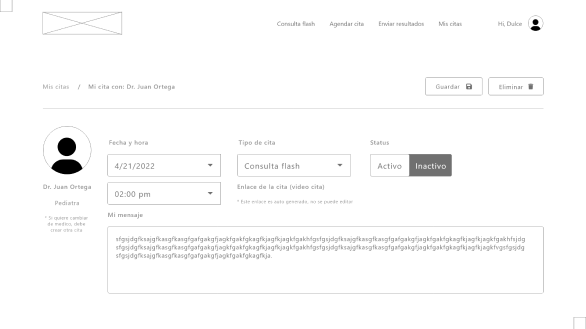 Consulta flash   Agendar cita   Enviar resultados   Mis citas   Hi, Dulce
Mis citas / Mi cita con: Dr. Juan Ortega   Guardar   Eliminar
Fecha y hora   Tipo de cita   Status
4/21/2022   Consulta flash   Activo   Inactivo
Dr. Juan Ortega   02:00 pm   Enlace de la cita (video cita)
Pediatra   * Este enlace es auto generado, no se puede editar
* Si quiere cambiar
de medico, debe
crear otra cita
Mi mensaje